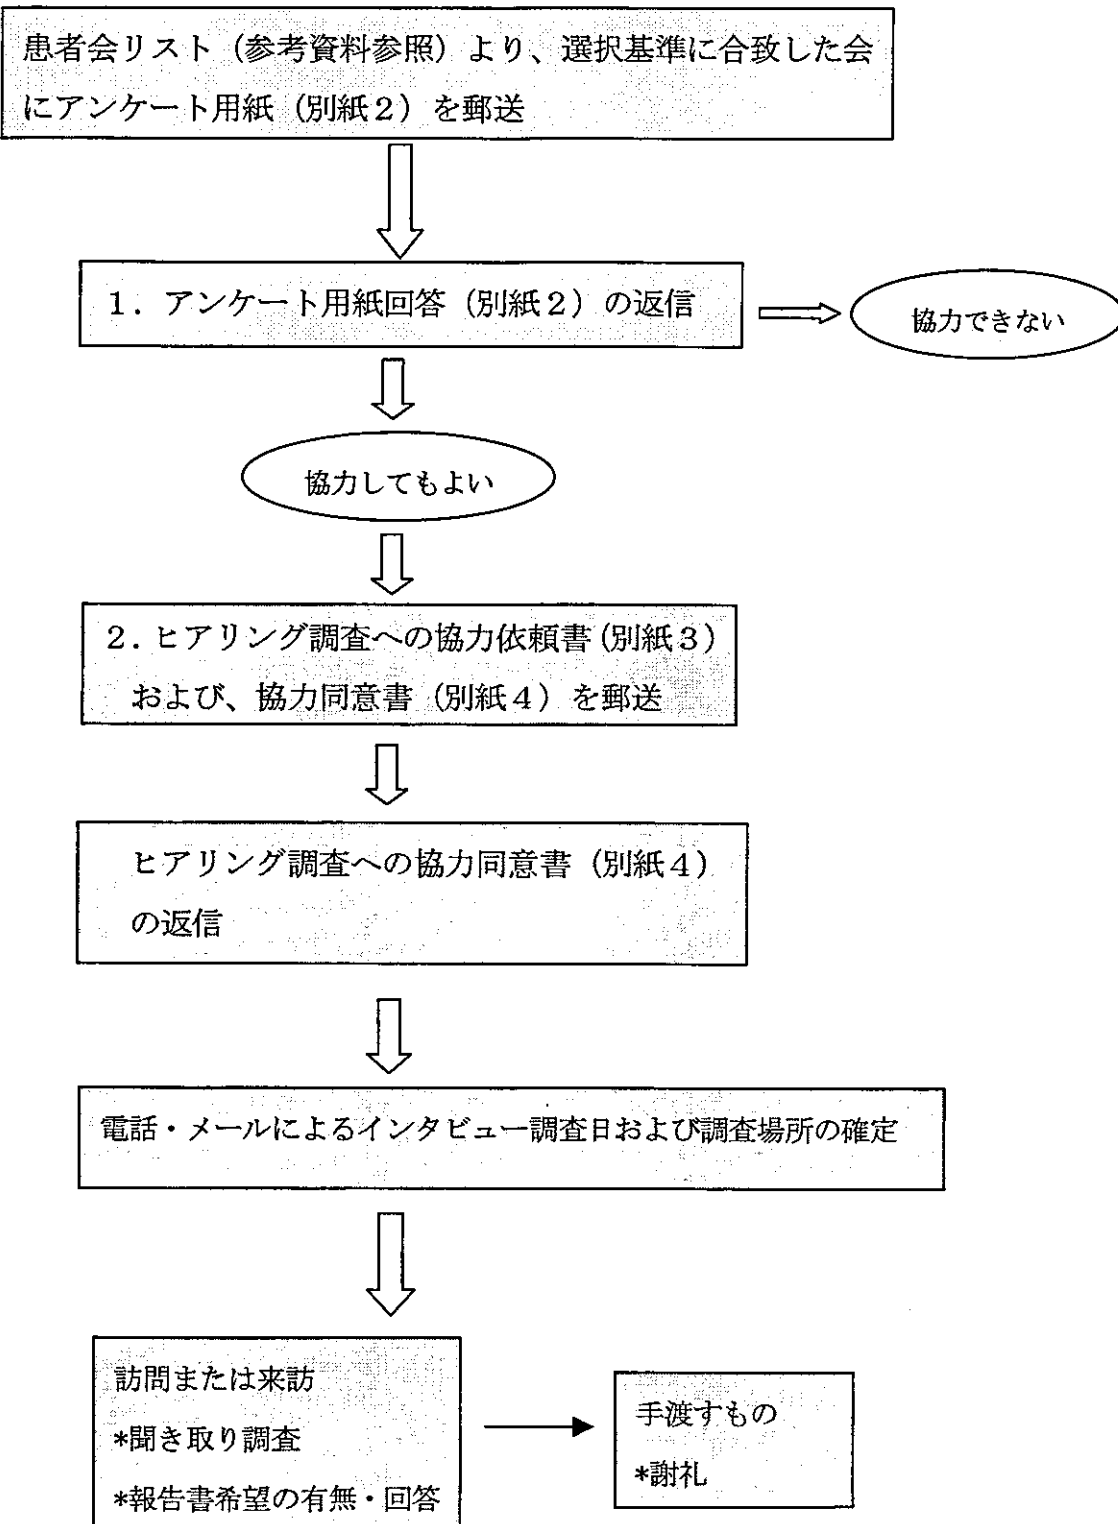 患者会リスト（参考資料参照）より、選択基準に合致した会
にアンケート用紙（別紙２）を郵送
１．アンケート用紙回答（別紙２）の返信
協力できない
協力してもよい
２．ヒアリング調査への協力依頼書（別紙３）
および、協力同意書（別紙４）を郵送
ヒアリング調査への協力同意書（別紙４）
の返信
電話・メールによるインタビュー調査日および調査場所の確定
訪問または来訪
*聞き取り調査
*報告書希望の有無・回答
手渡すもの
*謝礼